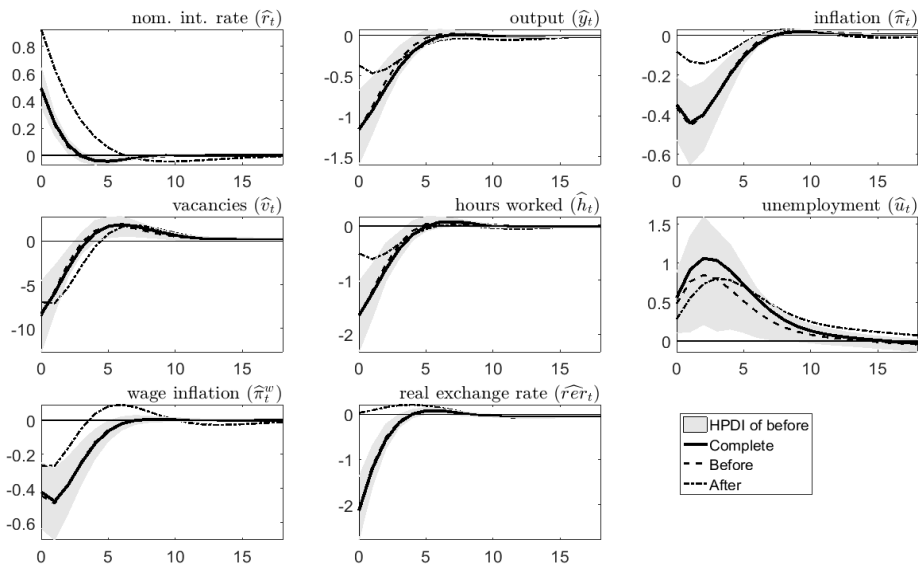 nom. int. rate (r̂ₜ)
0.8
0.6
0.4
0.2
0
0 5 10 15
output (ŷₜ)
0
-0.5
-1
-1.5
0 5 10 15
inflation (π̂ₜ)
0
-0.2
-0.4
-0.6
0 5 10 15
vacancies (v̂ₜ)
0
-5
-10
0 5 10 15
hours worked (ĥₜ)
0
-1
-2
0 5 10 15
unemployment (ûₜ)
1.5
1
0.5
0
0 5 10 15
wage inflation (π̂ₜʷ)
0
-0.2
-0.4
-0.6
0 5 10 15
real exchange rate (r̂erₜ)
0
-1
-2
0 5 10 15
HPDI of before
Complete
Before
After